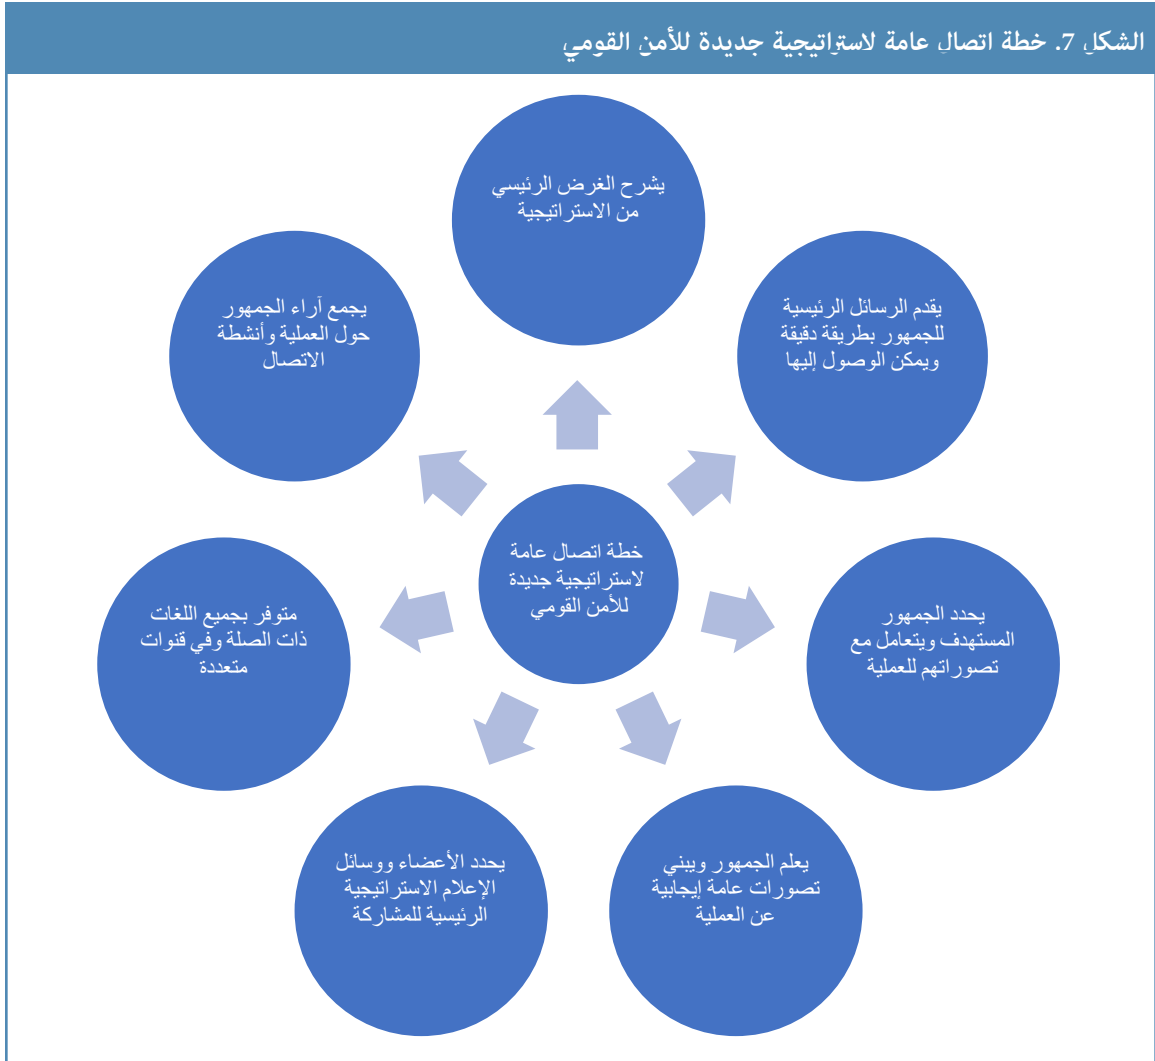 الشكل 7. خطة اتصال عامة لاستراتيجية جديدة للأمن القومي
يشرح الغرض الرئيسي
من الاستراتيجية
يقدم الرسائل الرئيسية
للجمهور بطريقة دقيقة
ويمكن الوصول إليها
يحدد الجمهور
المستهدف ويتعامل مع
تصوراتهم للعملية
يعلم الجمهور ويبني
تصورات عامة إيجابية
عن العملية
يحدد الأعضاء ووسائل
الإعلام الاستراتيجية
الرئيسية للمشاركة
متوفر بجميع اللغات
ذات الصلة وفي قنوات
متعددة
يجمع آراء الجمهور
حول العملية وأنشطة
الاتصال
خطة اتصال عامة
لاستراتيجية جديدة
للأمن القومي